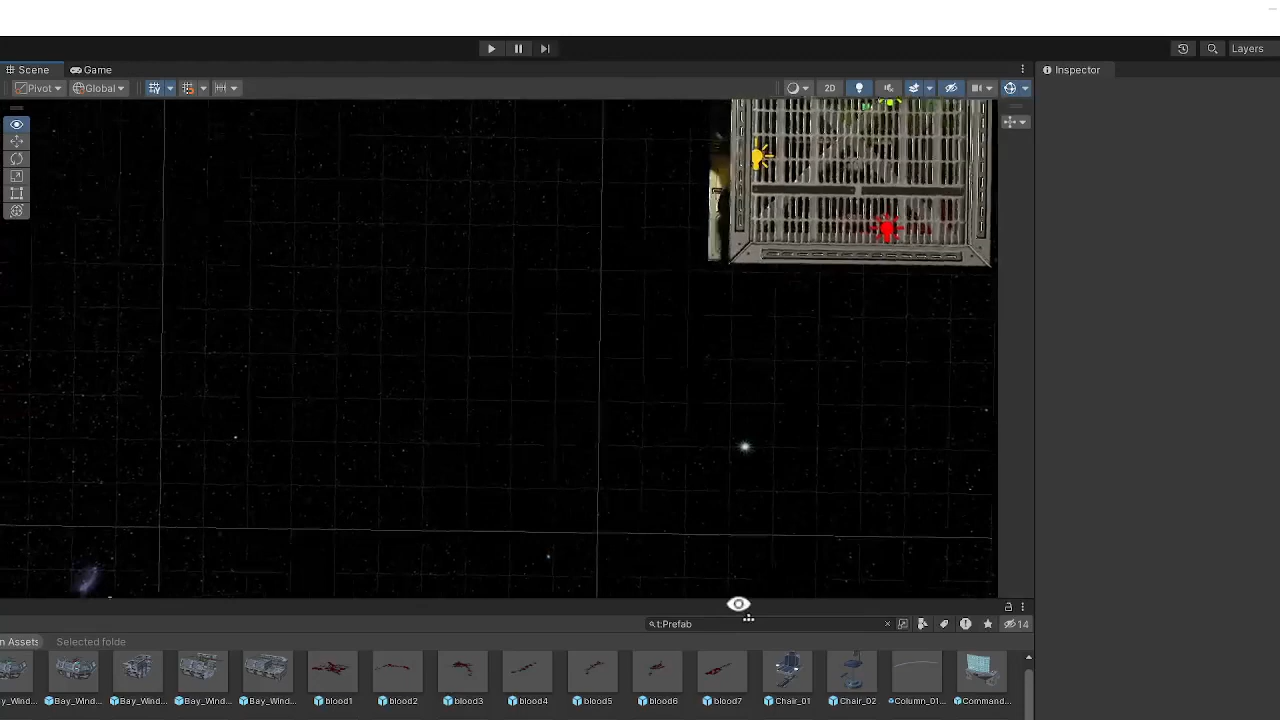 Layers
Scene
Game
Inspector
Pivot
Global
2D
t:Prefab
14
n Assets
Selected folde
y_Wind...
Bay_Wind...
Bay_Wind...
Bay_Wind...
Bay_Wind...
blood1
blood2
blood3
blood4
blood5
blood6
blood7
Chair_01
Chair_02
Column_01...
Command...